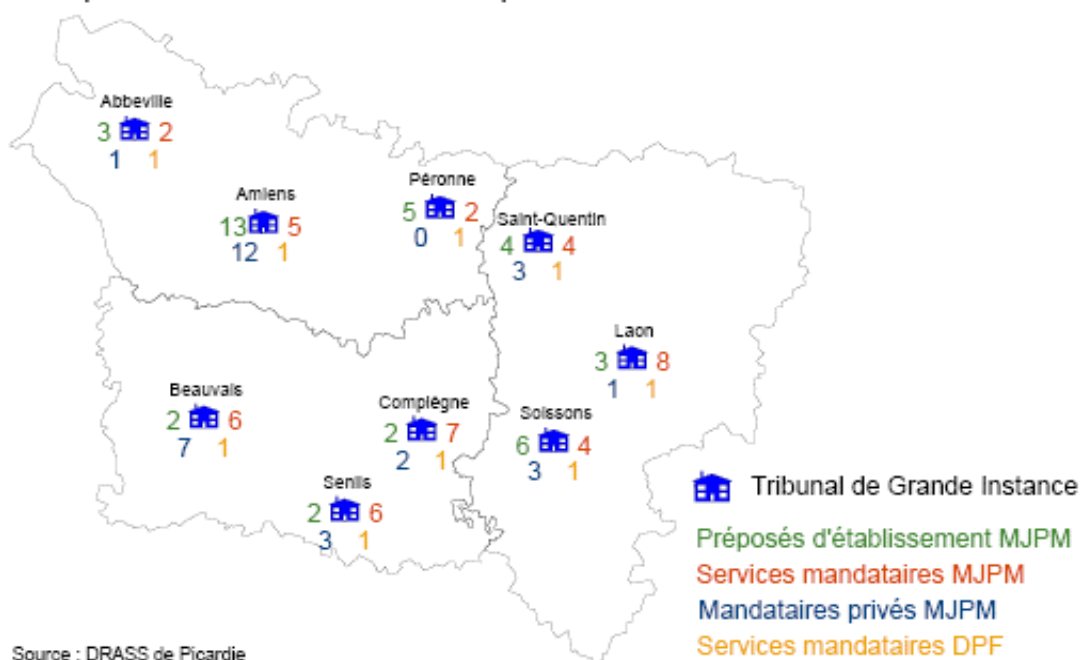 Abbeville
3 2
1 1
Amiens
13 5
12 1
Péronne
5 2
0 1
Saint-Quentin
4 4
3 1
Laon
3 8
1 1
Beauvais
2 6
7 1
Complègne
2 7
2 1
Soissons
6 4
3 1
Senlis
2 6
3 1
Tribunal de Grande Instance
Préposés d'établissement MJPM
Services mandataires MJPM
Mandataires privés MJPM
Services mandataires DPF
Source : DRASS de Picardie